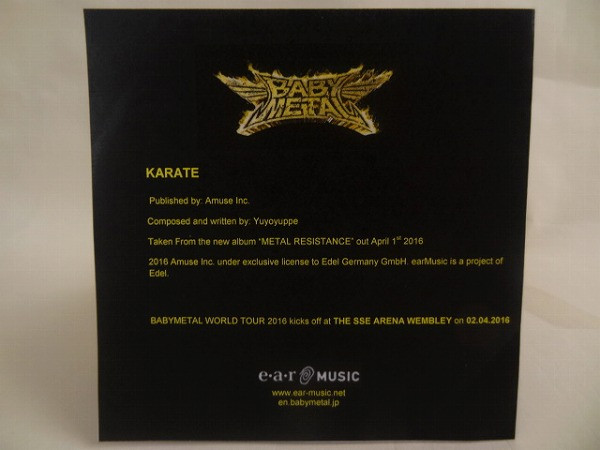 BABY
METAL
KARATE
Published by: Amuse Inc.
Composed and written by: Yuyoyuppe
Taken From the new album "METAL RESISTANCE" out April 1st 2016
2016 Amuse Inc. under exclusive license to Edel Germany GmbH. earMusic is a project of
Edel.
BABYMETAL WORLD TOUR 2016 kicks off at THE SSE ARENA WEMBLEY on 02.04.2016
e·a·r MUSIC
www.ear-music.net
en.babymetal.jp